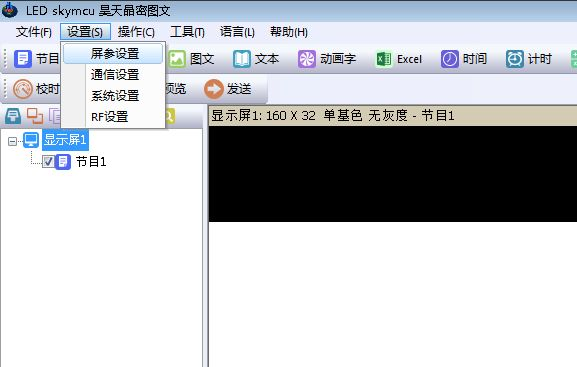 LED skymcu 昊天晶密图文
文件(F) 设置(S) 操作(C) 工具(T) 语言(L) 帮助(H)
节目 图文 文本 动画字 Excel 时间 计时
屏参设置
通信设置
系统设置
RF设置
校时 预览 发送
显示屏1: 160 X 32 单基色 无灰度 - 节目1
显示屏1
节目1